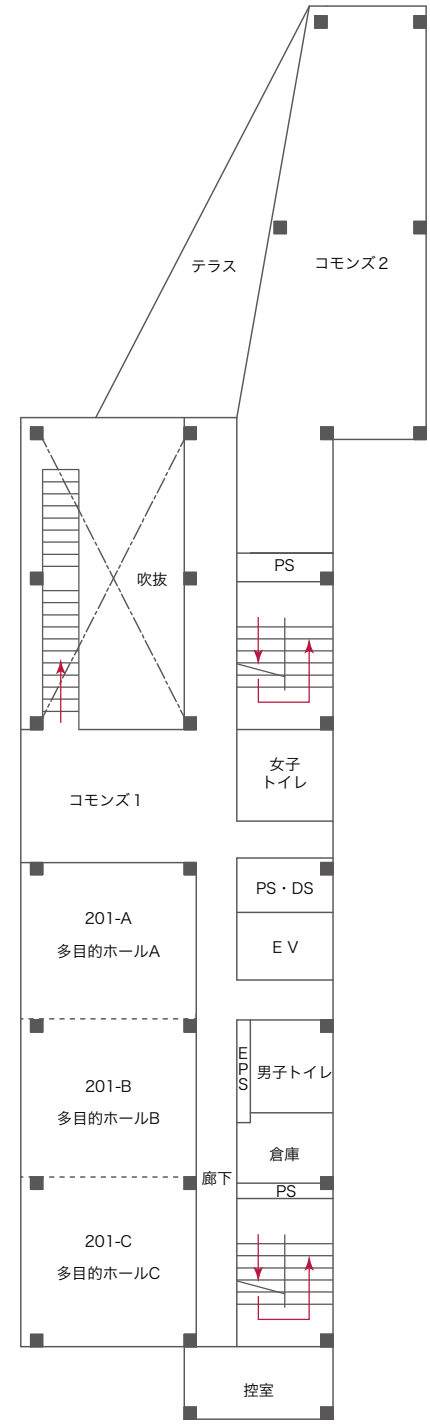 テラス
コモンズ２
吹抜
PS
女子
トイレ
コモンズ１
PS・DS
201-A
多目的ホールA
ＥＶ
EPS
男子トイレ
201-B
多目的ホールB
倉庫
廊下
PS
201-C
多目的ホールC
控室